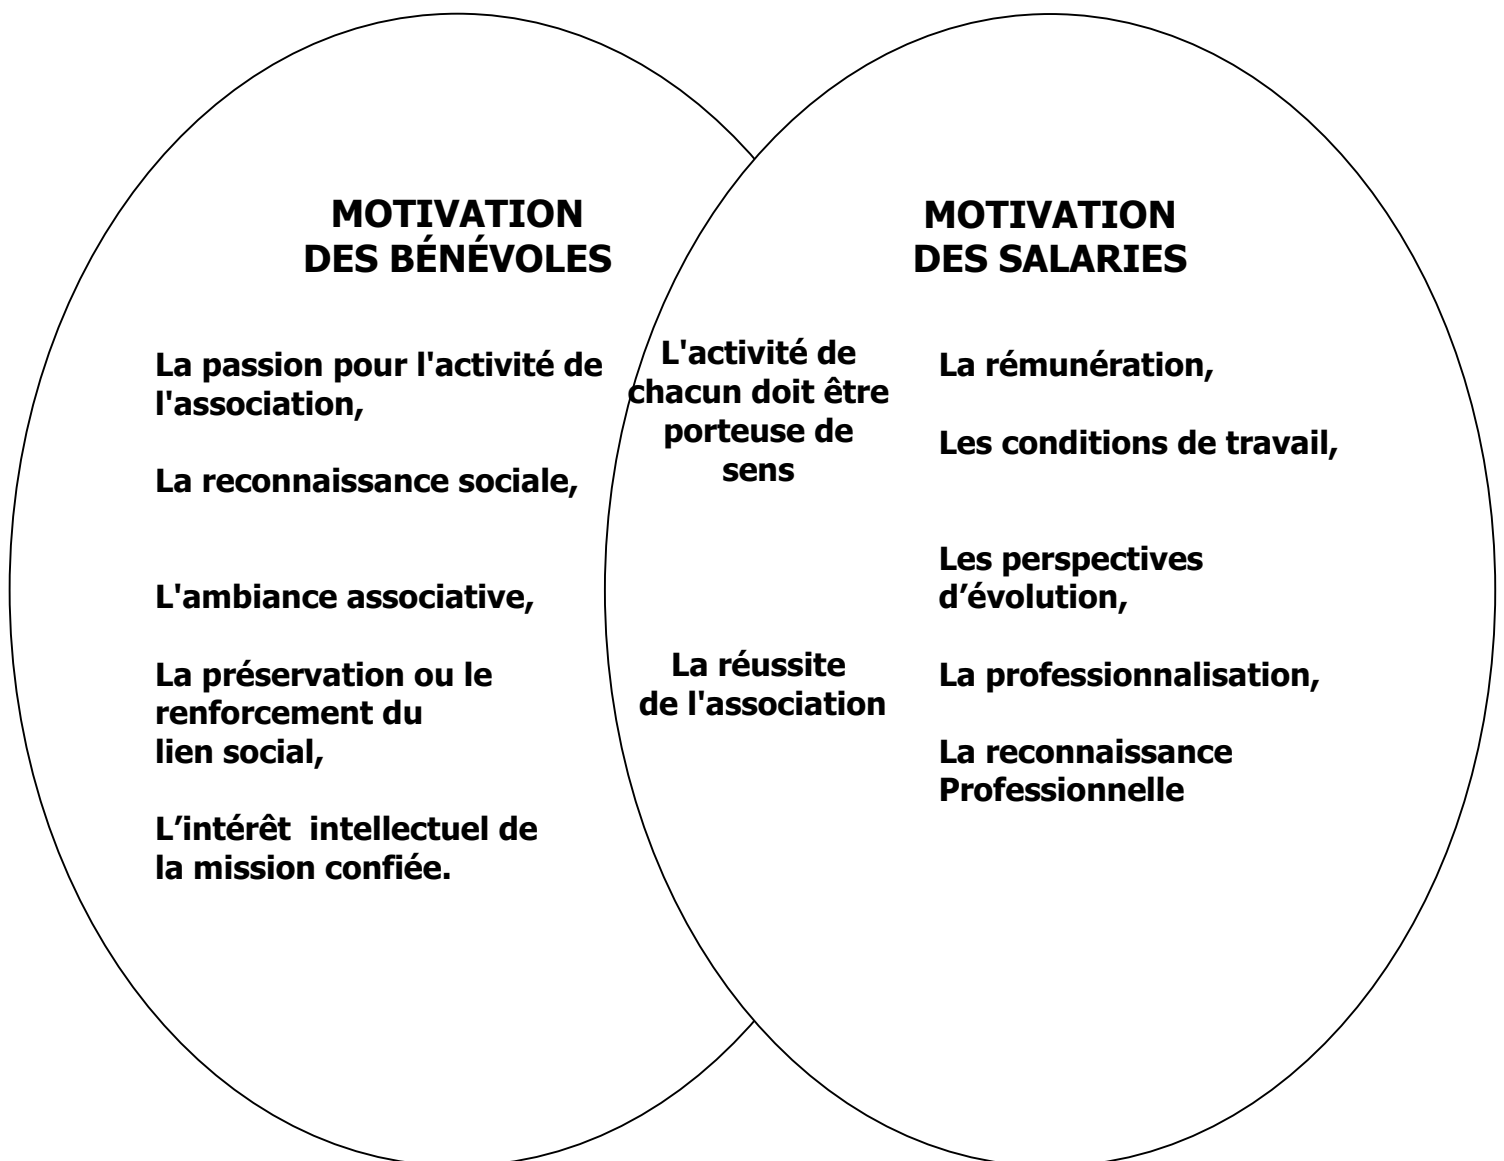 MOTIVATION
DES BÉNÉVOLES
La passion pour l'activité de
l'association,
La reconnaissance sociale,
L'ambiance associative,
La préservation ou le
renforcement du
lien social,
L’intérêt  intellectuel de
la mission confiée.
L'activité de
chacun doit être
porteuse de
sens
La réussite
de l'association
MOTIVATION
DES SALARIES
La rémunération,
Les conditions de travail,
Les perspectives
d’évolution,
La professionnalisation,
La reconnaissance
Professionnelle